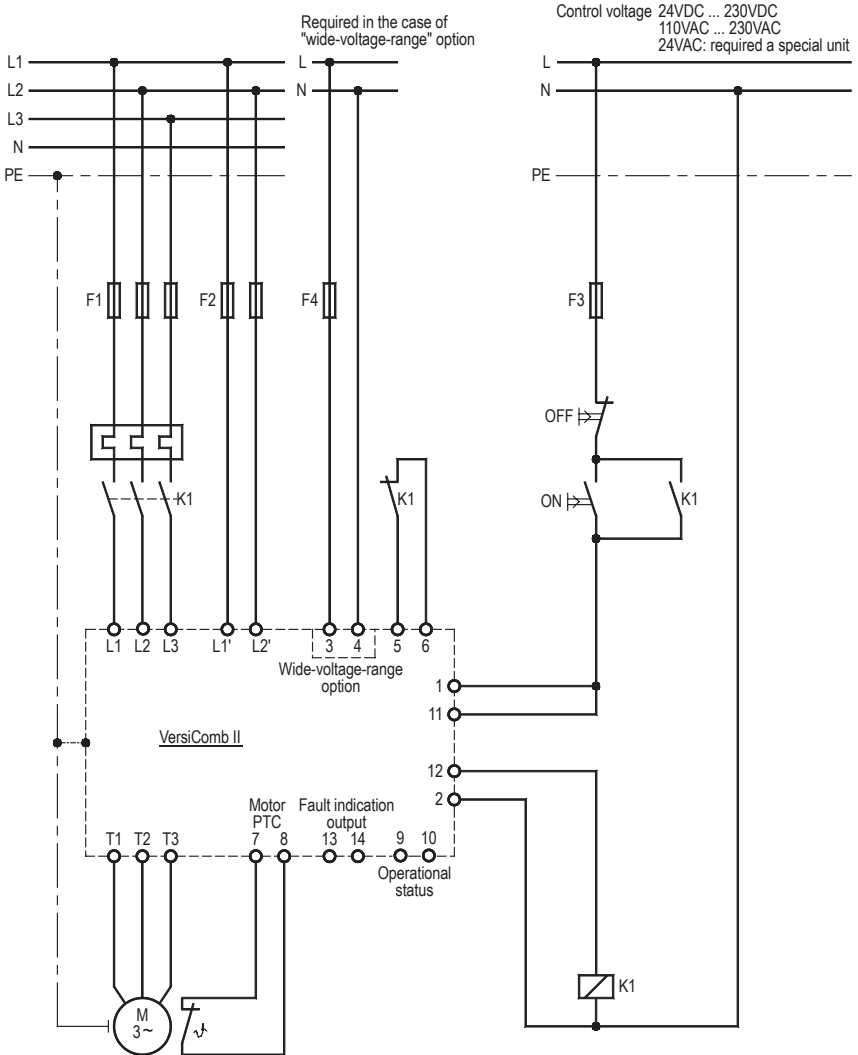 Required in the case of
"wide-voltage-range" option
Control voltage 24VDC ... 230VDC
110VAC ... 230VAC
24VAC: required a special unit
L1
L2
L3
N
PE
L
N
L
N
PE
F1
F2
F4
F3
OFF
ON
K1
K1
K1
L1 L2 L3 L1' L2' 3 4 5 6
Wide-voltage-range
option
1
11
12
2
VersiComb II
Motor
PTC
Fault indication
output
T1 T2 T3 7 8 13 14 9 10
Operational
status
M
3~
K1